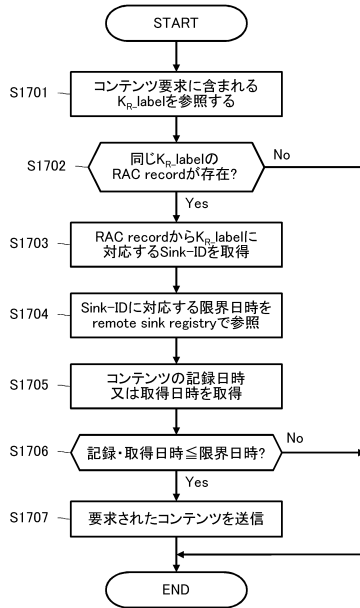 START
S1701
コンテンツ要求に含まれる
KR_labelを参照する
S1702
同じKR_labelの
RAC recordが存在?
No
Yes
S1703
RAC recordからKR_labelに
対応するSink-IDを取得
S1704
Sink-IDに対応する限界日時を
remote sink registryで参照
S1705
コンテンツの記録日時
又は取得日時を取得
S1706
記録・取得日時≦限界日時?
No
Yes
S1707
要求されたコンテンツを送信
END